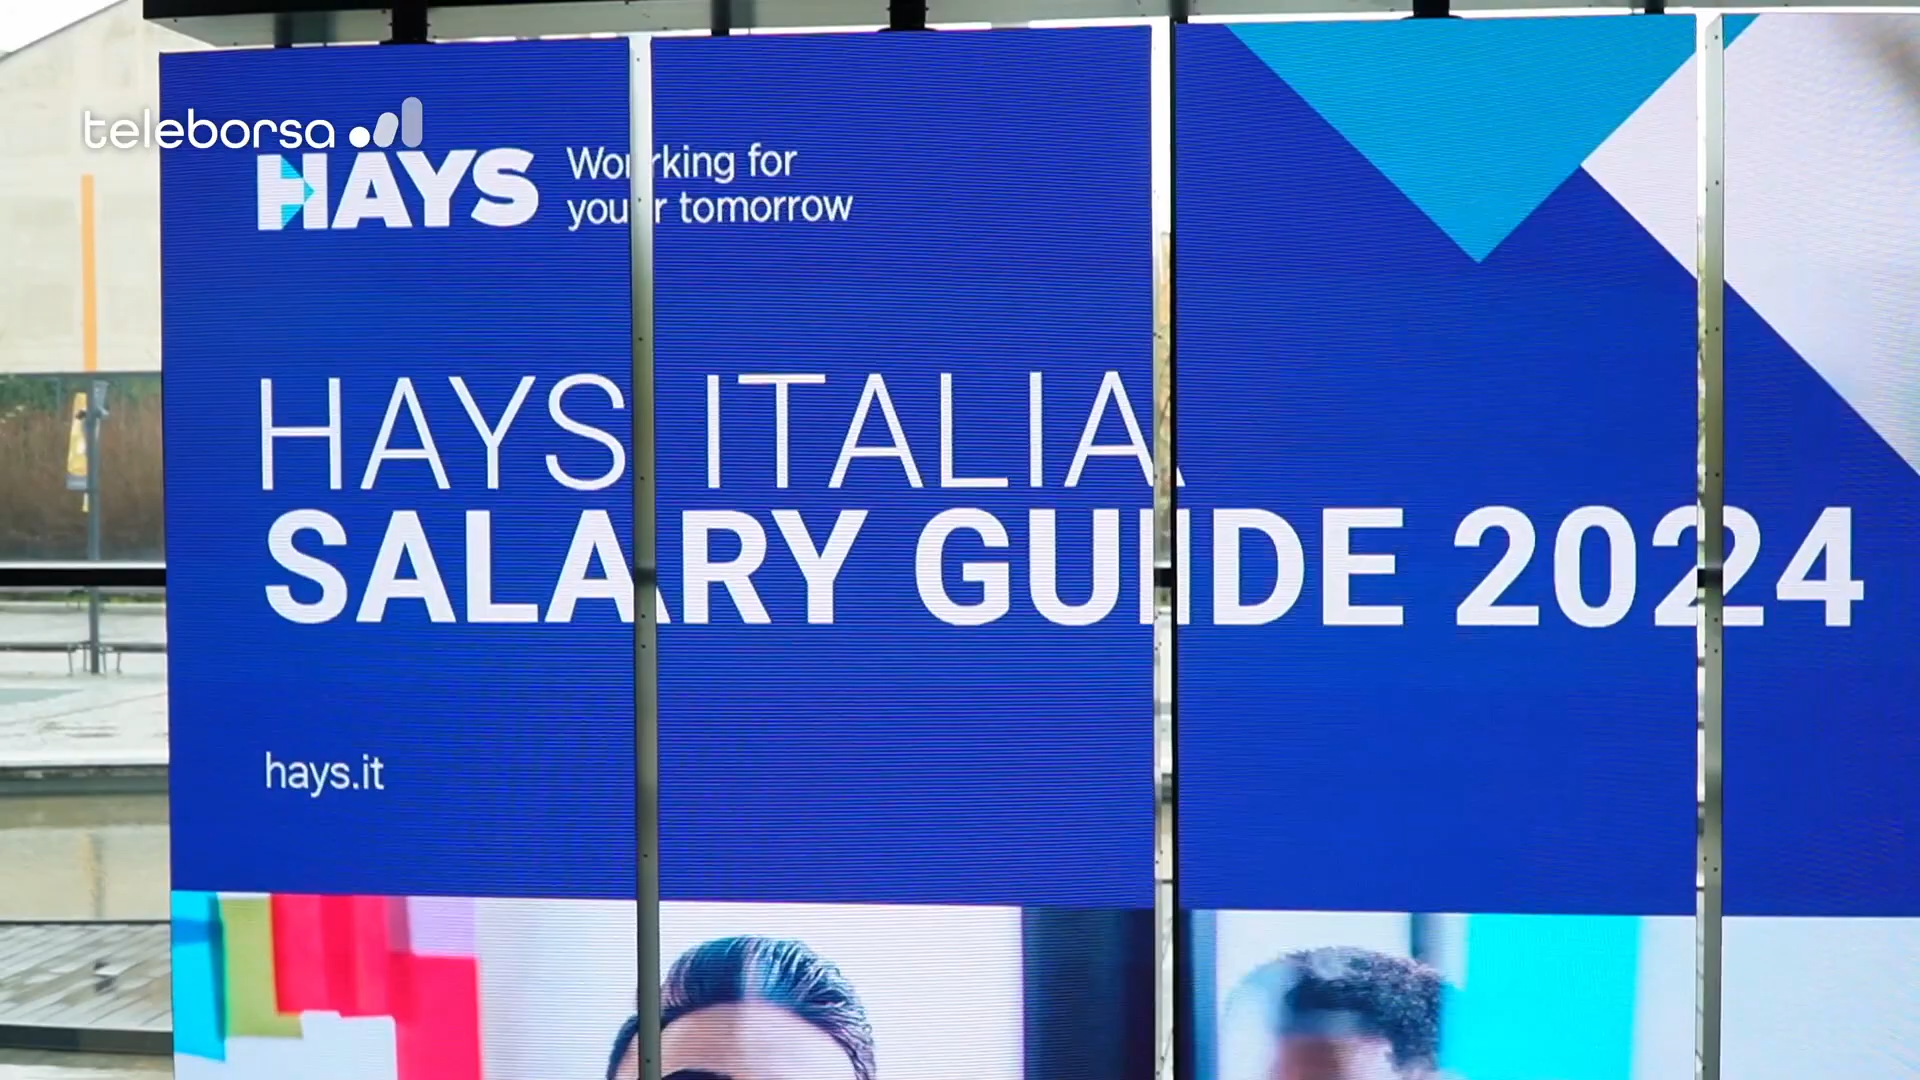 teleborsa
HAYS Working for
your tomorrow
HAYS ITALIA
SALARY GUIDE 2024
hays.it